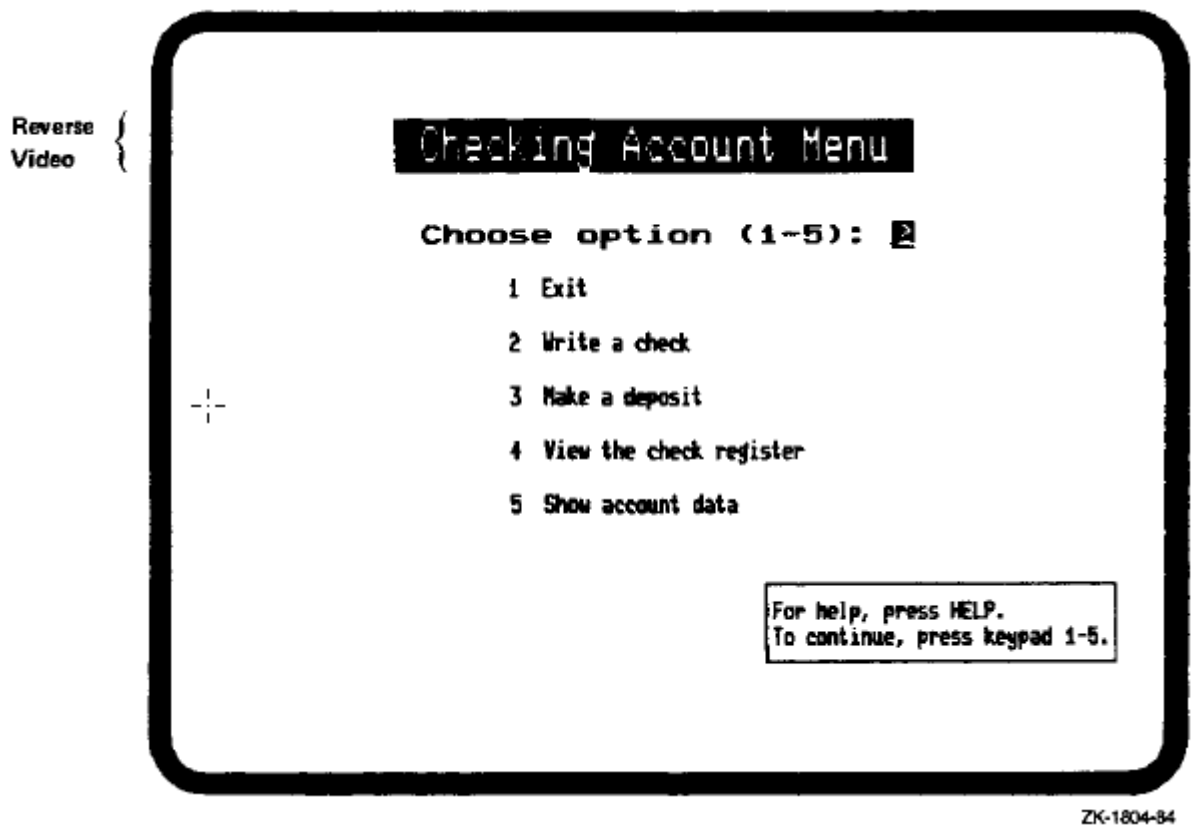 Reverse
Video
Checking Account Menu
Choose option (1-5):
1 Exit
2 Write a check
3 Make a deposit
4 View the check register
5 Show account data
For help, press HELP.
To continue, press keypad 1-5.
ZK-1804-84